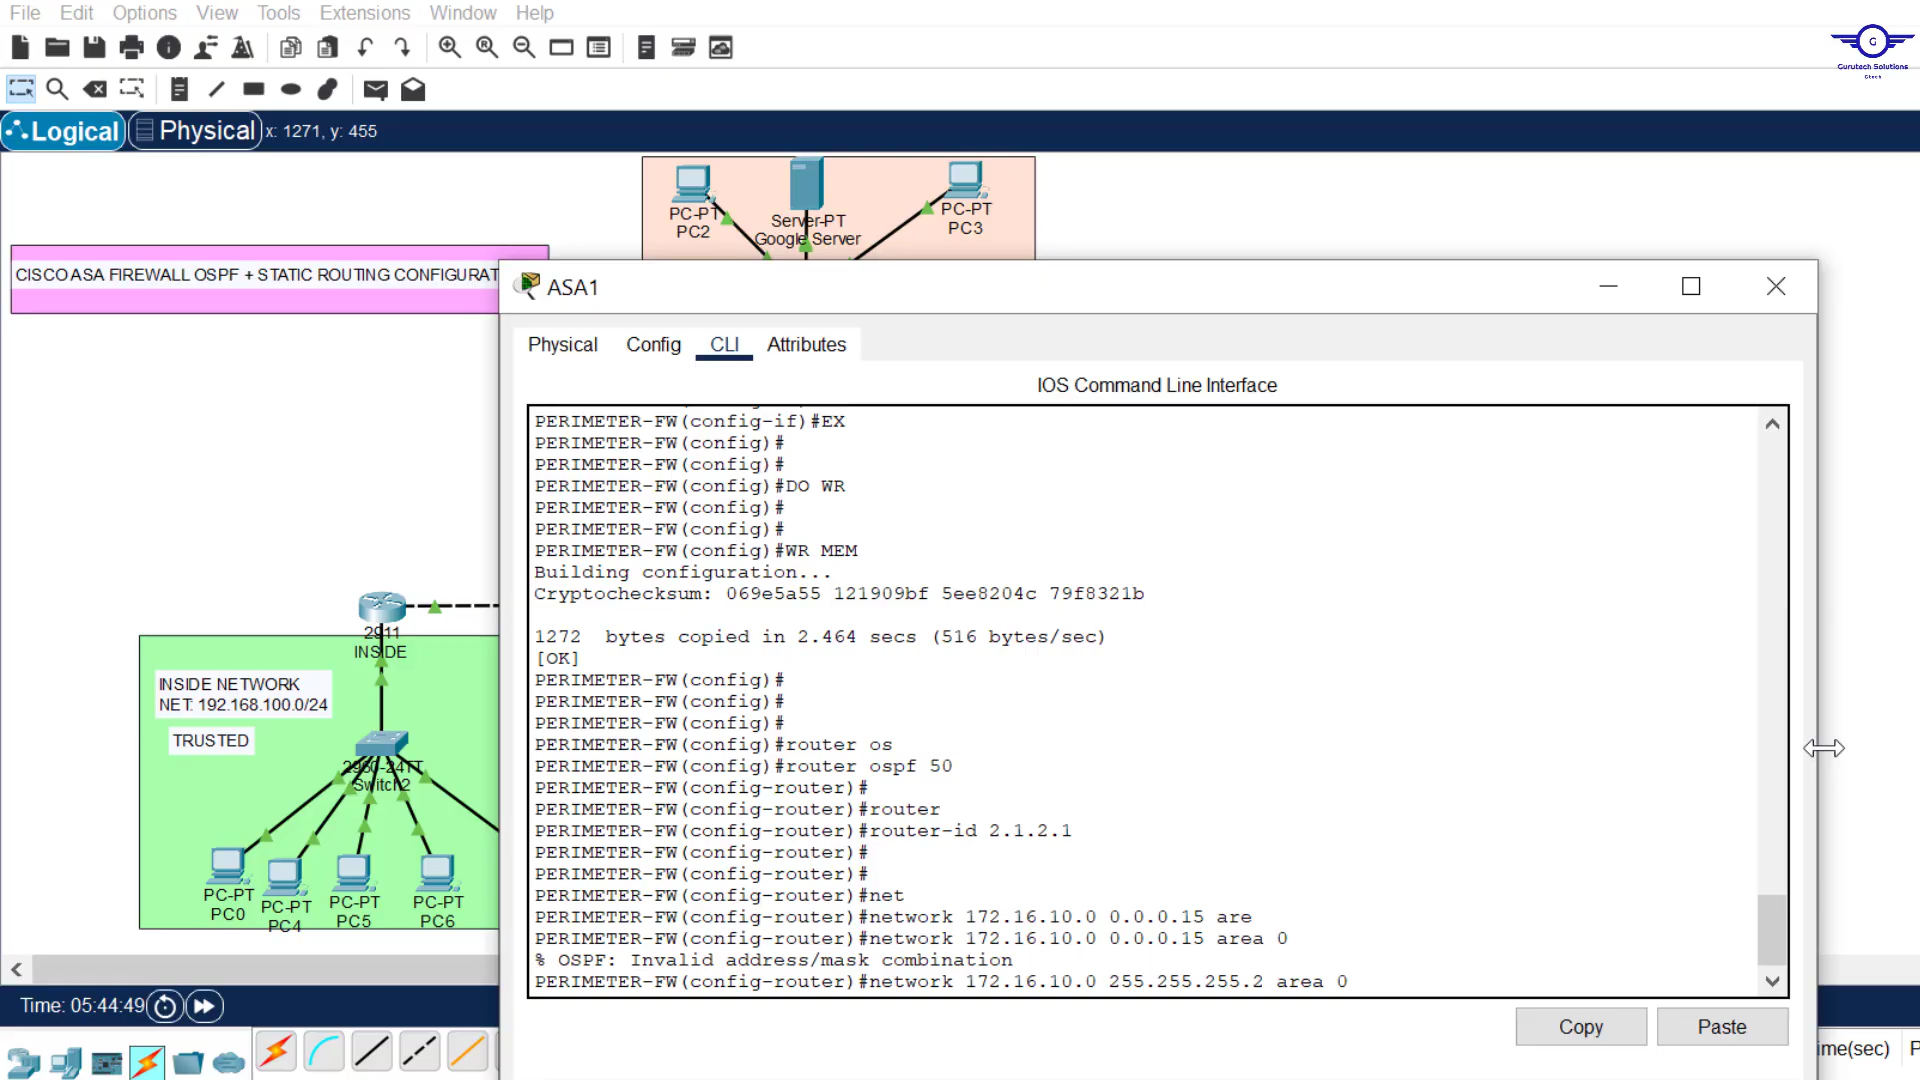 File Edit Options View Tools Extensions Window Help
G
Gurutech Solutions
Gtech
Logical Physical x: 1271, y: 455
PC-PT
PC2
Server-PT
Google Server
PC-PT
PC3
CISCO ASA FIREWALL OSPF + STATIC ROUTING CONFIGURAT
ASA1
Physical Config CLI Attributes
IOS Command Line Interface
PERIMETER-FW(config-if)#EX
PERIMETER-FW(config)#
PERIMETER-FW(config)#
PERIMETER-FW(config)#DO WR
PERIMETER-FW(config)#
PERIMETER-FW(config)#
PERIMETER-FW(config)#WR MEM
Building configuration...
Cryptochecksum: 069e5a55 121909bf 5ee8204c 79f8321b
1272 bytes copied in 2.464 secs (516 bytes/sec)
[OK]
PERIMETER-FW(config)#
PERIMETER-FW(config)#
PERIMETER-FW(config)#
PERIMETER-FW(config)#router os
PERIMETER-FW(config)#router ospf 50
PERIMETER-FW(config-router)#
PERIMETER-FW(config-router)#router
PERIMETER-FW(config-router)#router-id 2.1.2.1
PERIMETER-FW(config-router)#
PERIMETER-FW(config-router)#
PERIMETER-FW(config-router)#net
PERIMETER-FW(config-router)#network 172.16.10.0 0.0.0.15 are
PERIMETER-FW(config-router)#network 172.16.10.0 0.0.0.15 area 0
% OSPF: Invalid address/mask combination
PERIMETER-FW(config-router)#network 172.16.10.0 255.255.255.2 area 0
Copy Paste
2911
INSIDE
INSIDE NETWORK
NET: 192.168.100.0/24
TRUSTED
2960-24TT
Switch2
PC-PT
PC0
PC-PT
PC4
PC-PT
PC5
PC-PT
PC6
Time: 05:44:49
ime(sec) P